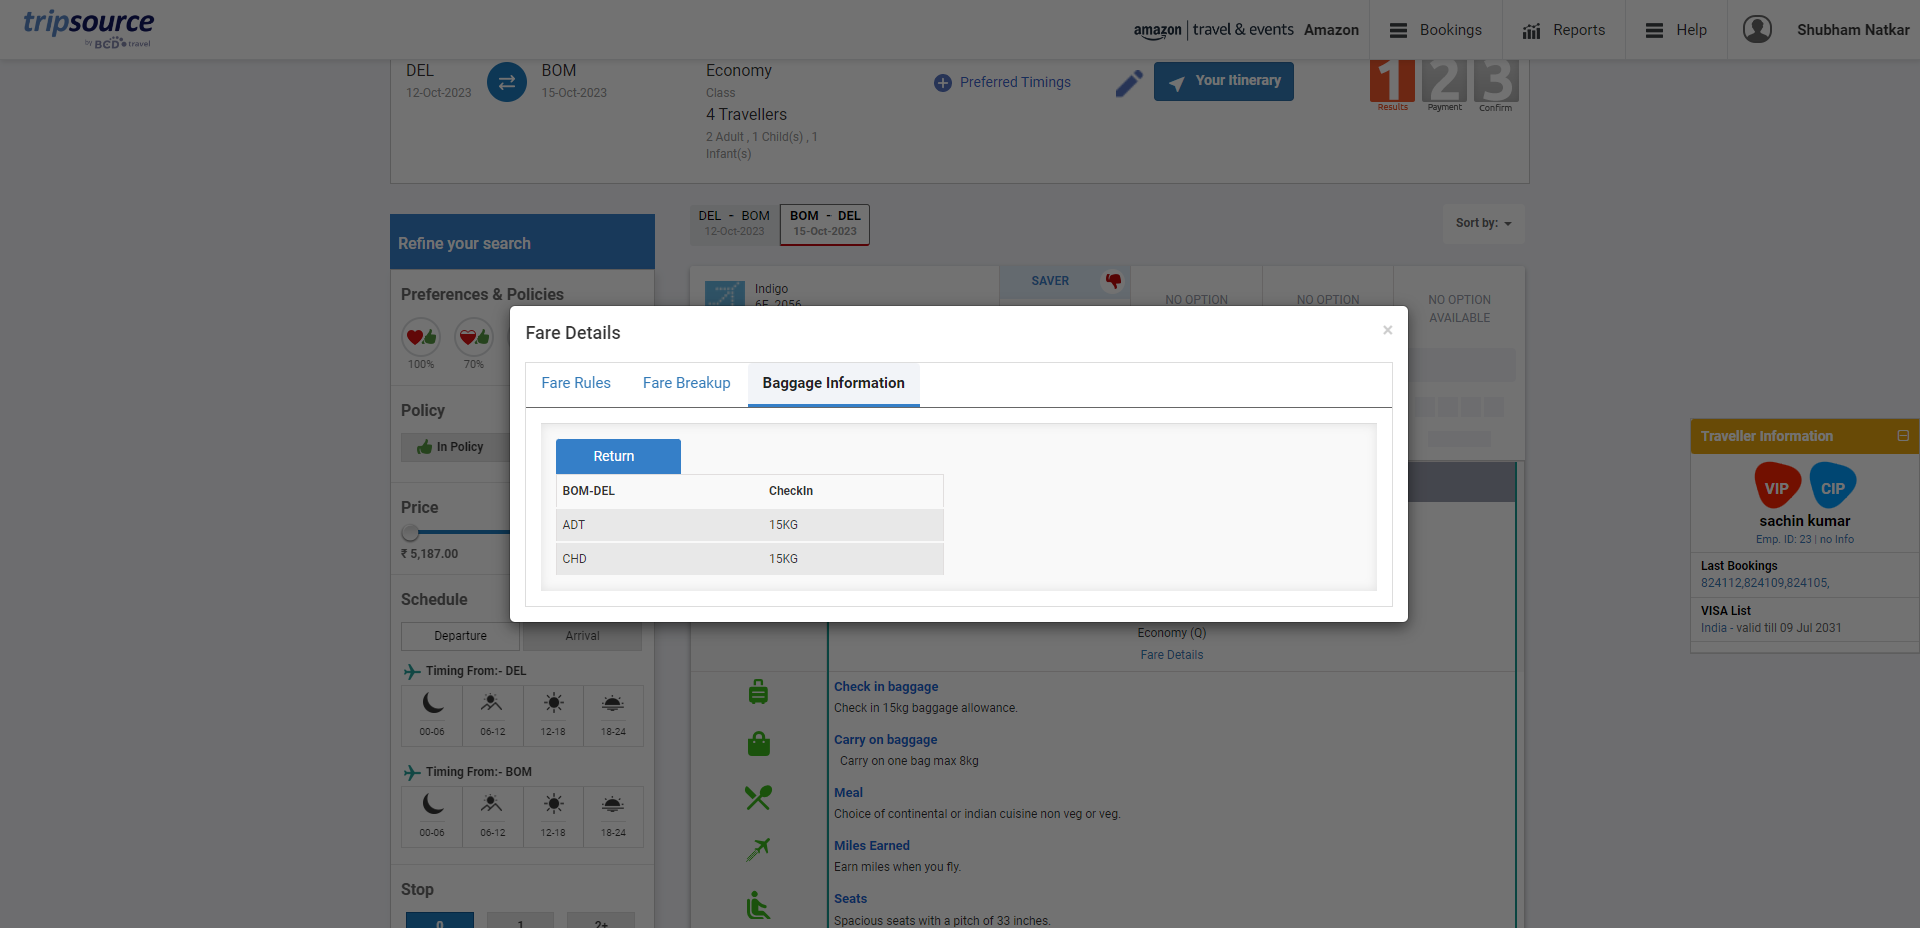 tripsource
by BCD travel
amazon | travel & events Amazon
Bookings
Reports
Help
Shubham Natkar
DEL
12-Oct-2023
BOM
15-Oct-2023
Economy
Class
4 Travellers
2 Adult , 1 Child(s) , 1
Infant(s)
Preferred Timings
Your Itinerary
1 2 3
Results Payment Confirm
DEL - BOM
12-Oct-2023
BOM - DEL
15-Oct-2023
Sort by:
Refine your search
Preferences & Policies
100% 70%
Policy
In Policy
Price
₹ 5,187.00
Schedule
Departure Arrival
Timing From:- DEL
00-06 06-12 12-18 18-24
Timing From:- BOM
00-06 06-12 12-18 18-24
Stop
0 1 2+
Indigo
6E 2056
SAVER
NO OPTION
NO OPTION
NO OPTION
AVAILABLE
Fare Details
×
Fare Rules Fare Breakup Baggage Information
Return
BOM-DEL CheckIn
ADT 15KG
CHD 15KG
Economy (Q)
Fare Details
Check in baggage
Check in 15kg baggage allowance.
Carry on baggage
Carry on one bag max 8kg
Meal
Choice of continental or indian cuisine non veg or veg.
Miles Earned
Earn miles when you fly.
Seats
Spacious seats with a pitch of 33 inches.
Traveller Information
VIP CIP
sachin kumar
Emp. ID: 23 | no Info
Last Bookings
824112,824109,824105,
VISA List
India - valid till 09 Jul 2031